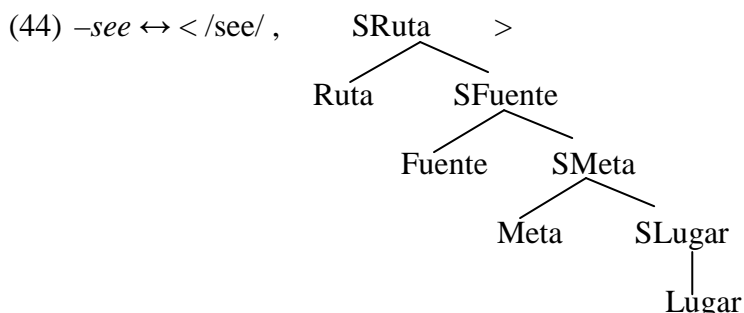 (44) –see ↔ < /see/ , SRuta >
Ruta SFuente
Fuente SMeta
Meta SLugar
Lugar